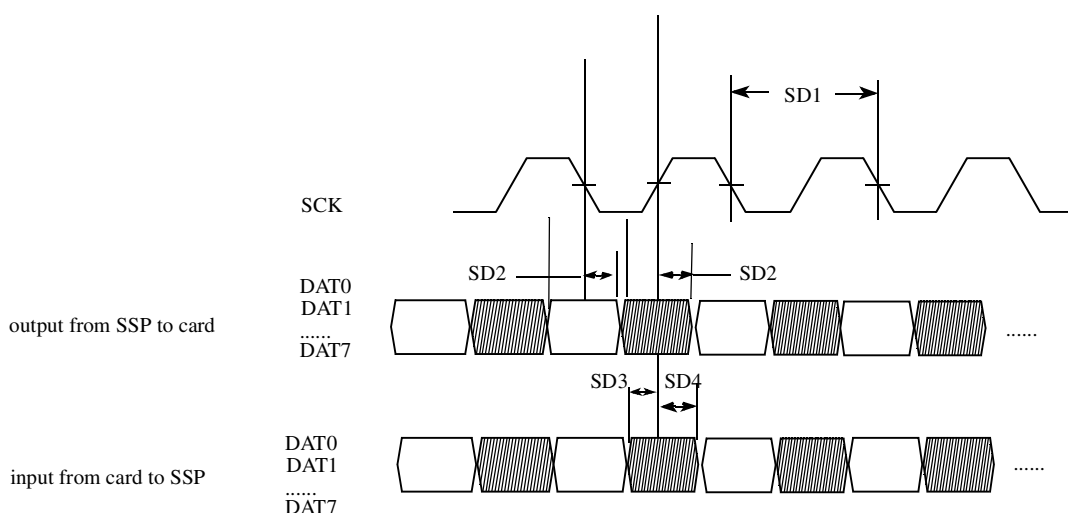 SD1
SCK
SD2
SD2
DAT0
DAT1
......
DAT7
output from SSP to card
......
SD3
SD4
DAT0
DAT1
......
DAT7
input from card to SSP
......